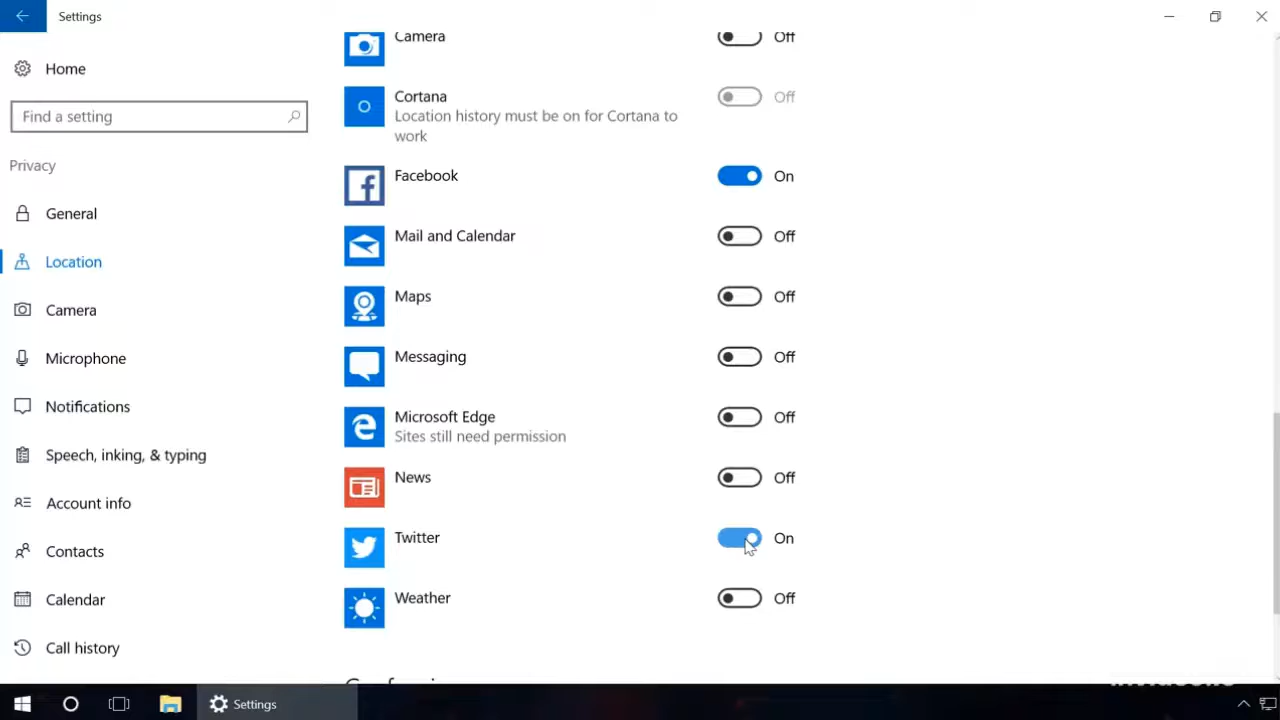 Settings
Home
Find a setting
Privacy
General
Location
Camera
Microphone
Notifications
Speech, inking, & typing
Account info
Contacts
Calendar
Call history
Camera Off
Cortana Off
Location history must be on for Cortana to
work
Facebook On
Mail and Calendar Off
Maps Off
Messaging Off
Microsoft Edge Off
Sites still need permission
News Off
Twitter On
Weather Off
Settings